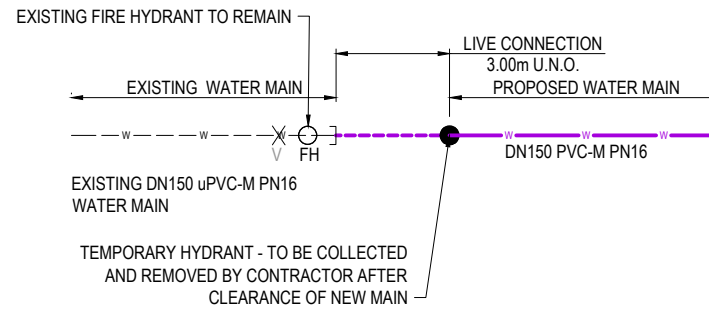 EXISTING FIRE HYDRANT TO REMAIN
LIVE CONNECTION
3.00m U.N.O.
EXISTING WATER MAIN
PROPOSED WATER MAIN
W W W W W W
V FH
DN150 PVC-M PN16
EXISTING DN150 uPVC-M PN16
WATER MAIN
TEMPORARY HYDRANT - TO BE COLLECTED
AND REMOVED BY CONTRACTOR AFTER
CLEARANCE OF NEW MAIN